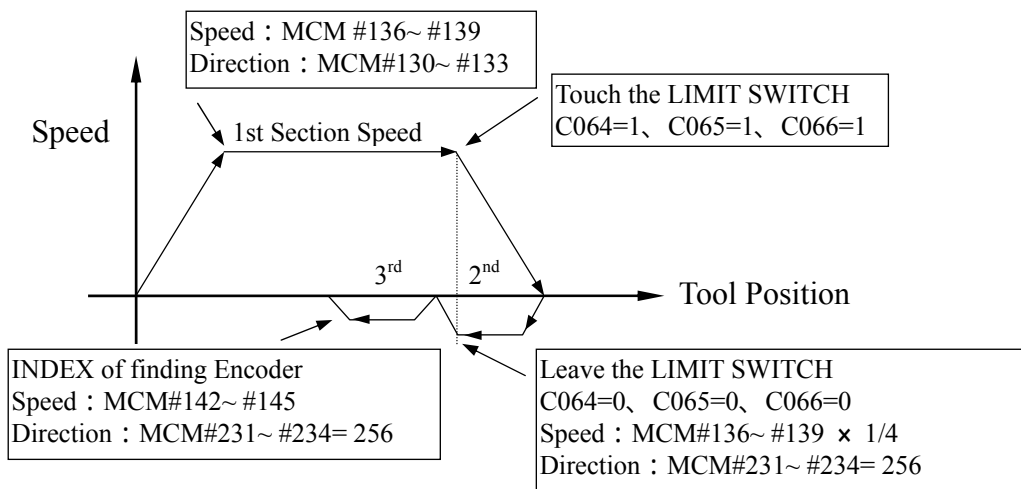 Speed：MCM #136~ #139
Direction：MCM#130~ #133
Touch the LIMIT SWITCH
C064=1、C065=1、C066=1
Speed
1st Section Speed
3rd
2nd
Tool Position
INDEX of finding Encoder
Speed：MCM#142~ #145
Direction：MCM#231~ #234= 256
Leave the LIMIT SWITCH
C064=0、C065=0、C066=0
Speed：MCM#136~ #139 × 1/4
Direction：MCM#231~ #234= 256